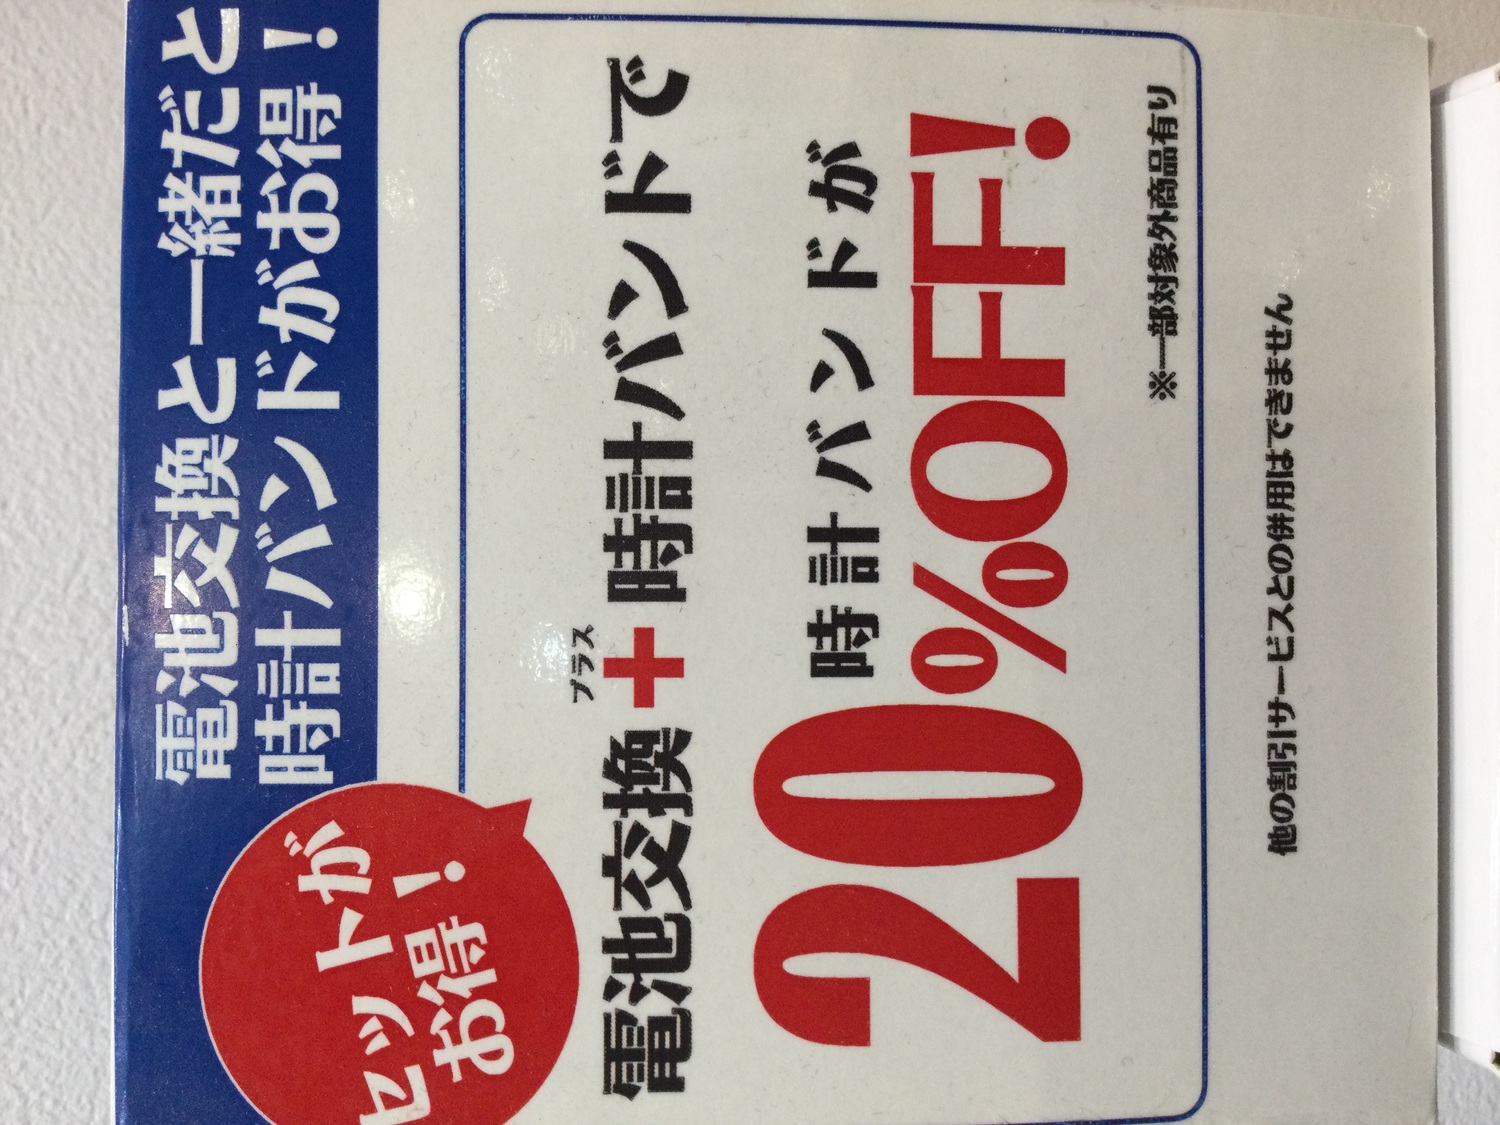 セットが
お得！
電池交換と一緒だと
時計バンドがお得！
プラス
電池交換+時計バンドで
時計バンドが
20%OFF!
※一部対象外商品有り
他の割引サービスとの併用はできません